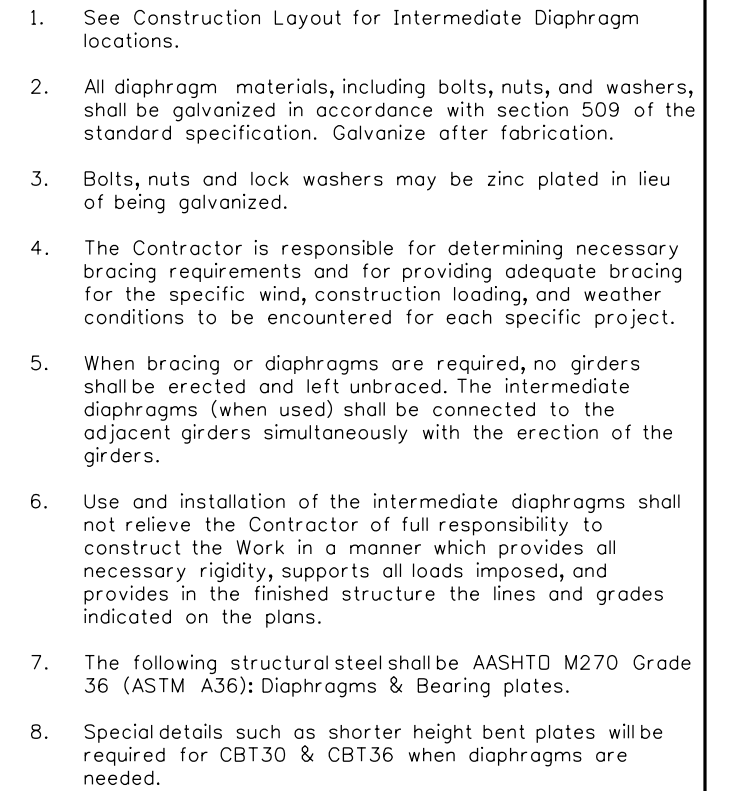 1. See Construction Layout for Intermediate Diaphragm
locations.
2. All diaphragm materials, including bolts, nuts, and washers,
shall be galvanized in accordance with section 509 of the
standard specification. Galvanize after fabrication.
3. Bolts, nuts and lock washers may be zinc plated in lieu
of being galvanized.
4. The Contractor is responsible for determining necessary
bracing requirements and for providing adequate bracing
for the specific wind, construction loading, and weather
conditions to be encountered for each specific project.
5. When bracing or diaphragms are required, no girders
shall be erected and left unbraced. The intermediate
diaphragms (when used) shall be connected to the
adjacent girders simultaneously with the erection of the
girders.
6. Use and installation of the intermediate diaphragms shall
not relieve the Contractor of full responsibility to
construct the Work in a manner which provides all
necessary rigidity, supports all loads imposed, and
provides in the finished structure the lines and grades
indicated on the plans.
7. The following structural steel shall be AASHTO M270 Grade
36 (ASTM A36): Diaphragms & Bearing plates.
8. Special details such as shorter height bent plates will be
required for CBT30 & CBT36 when diaphragms are
needed.